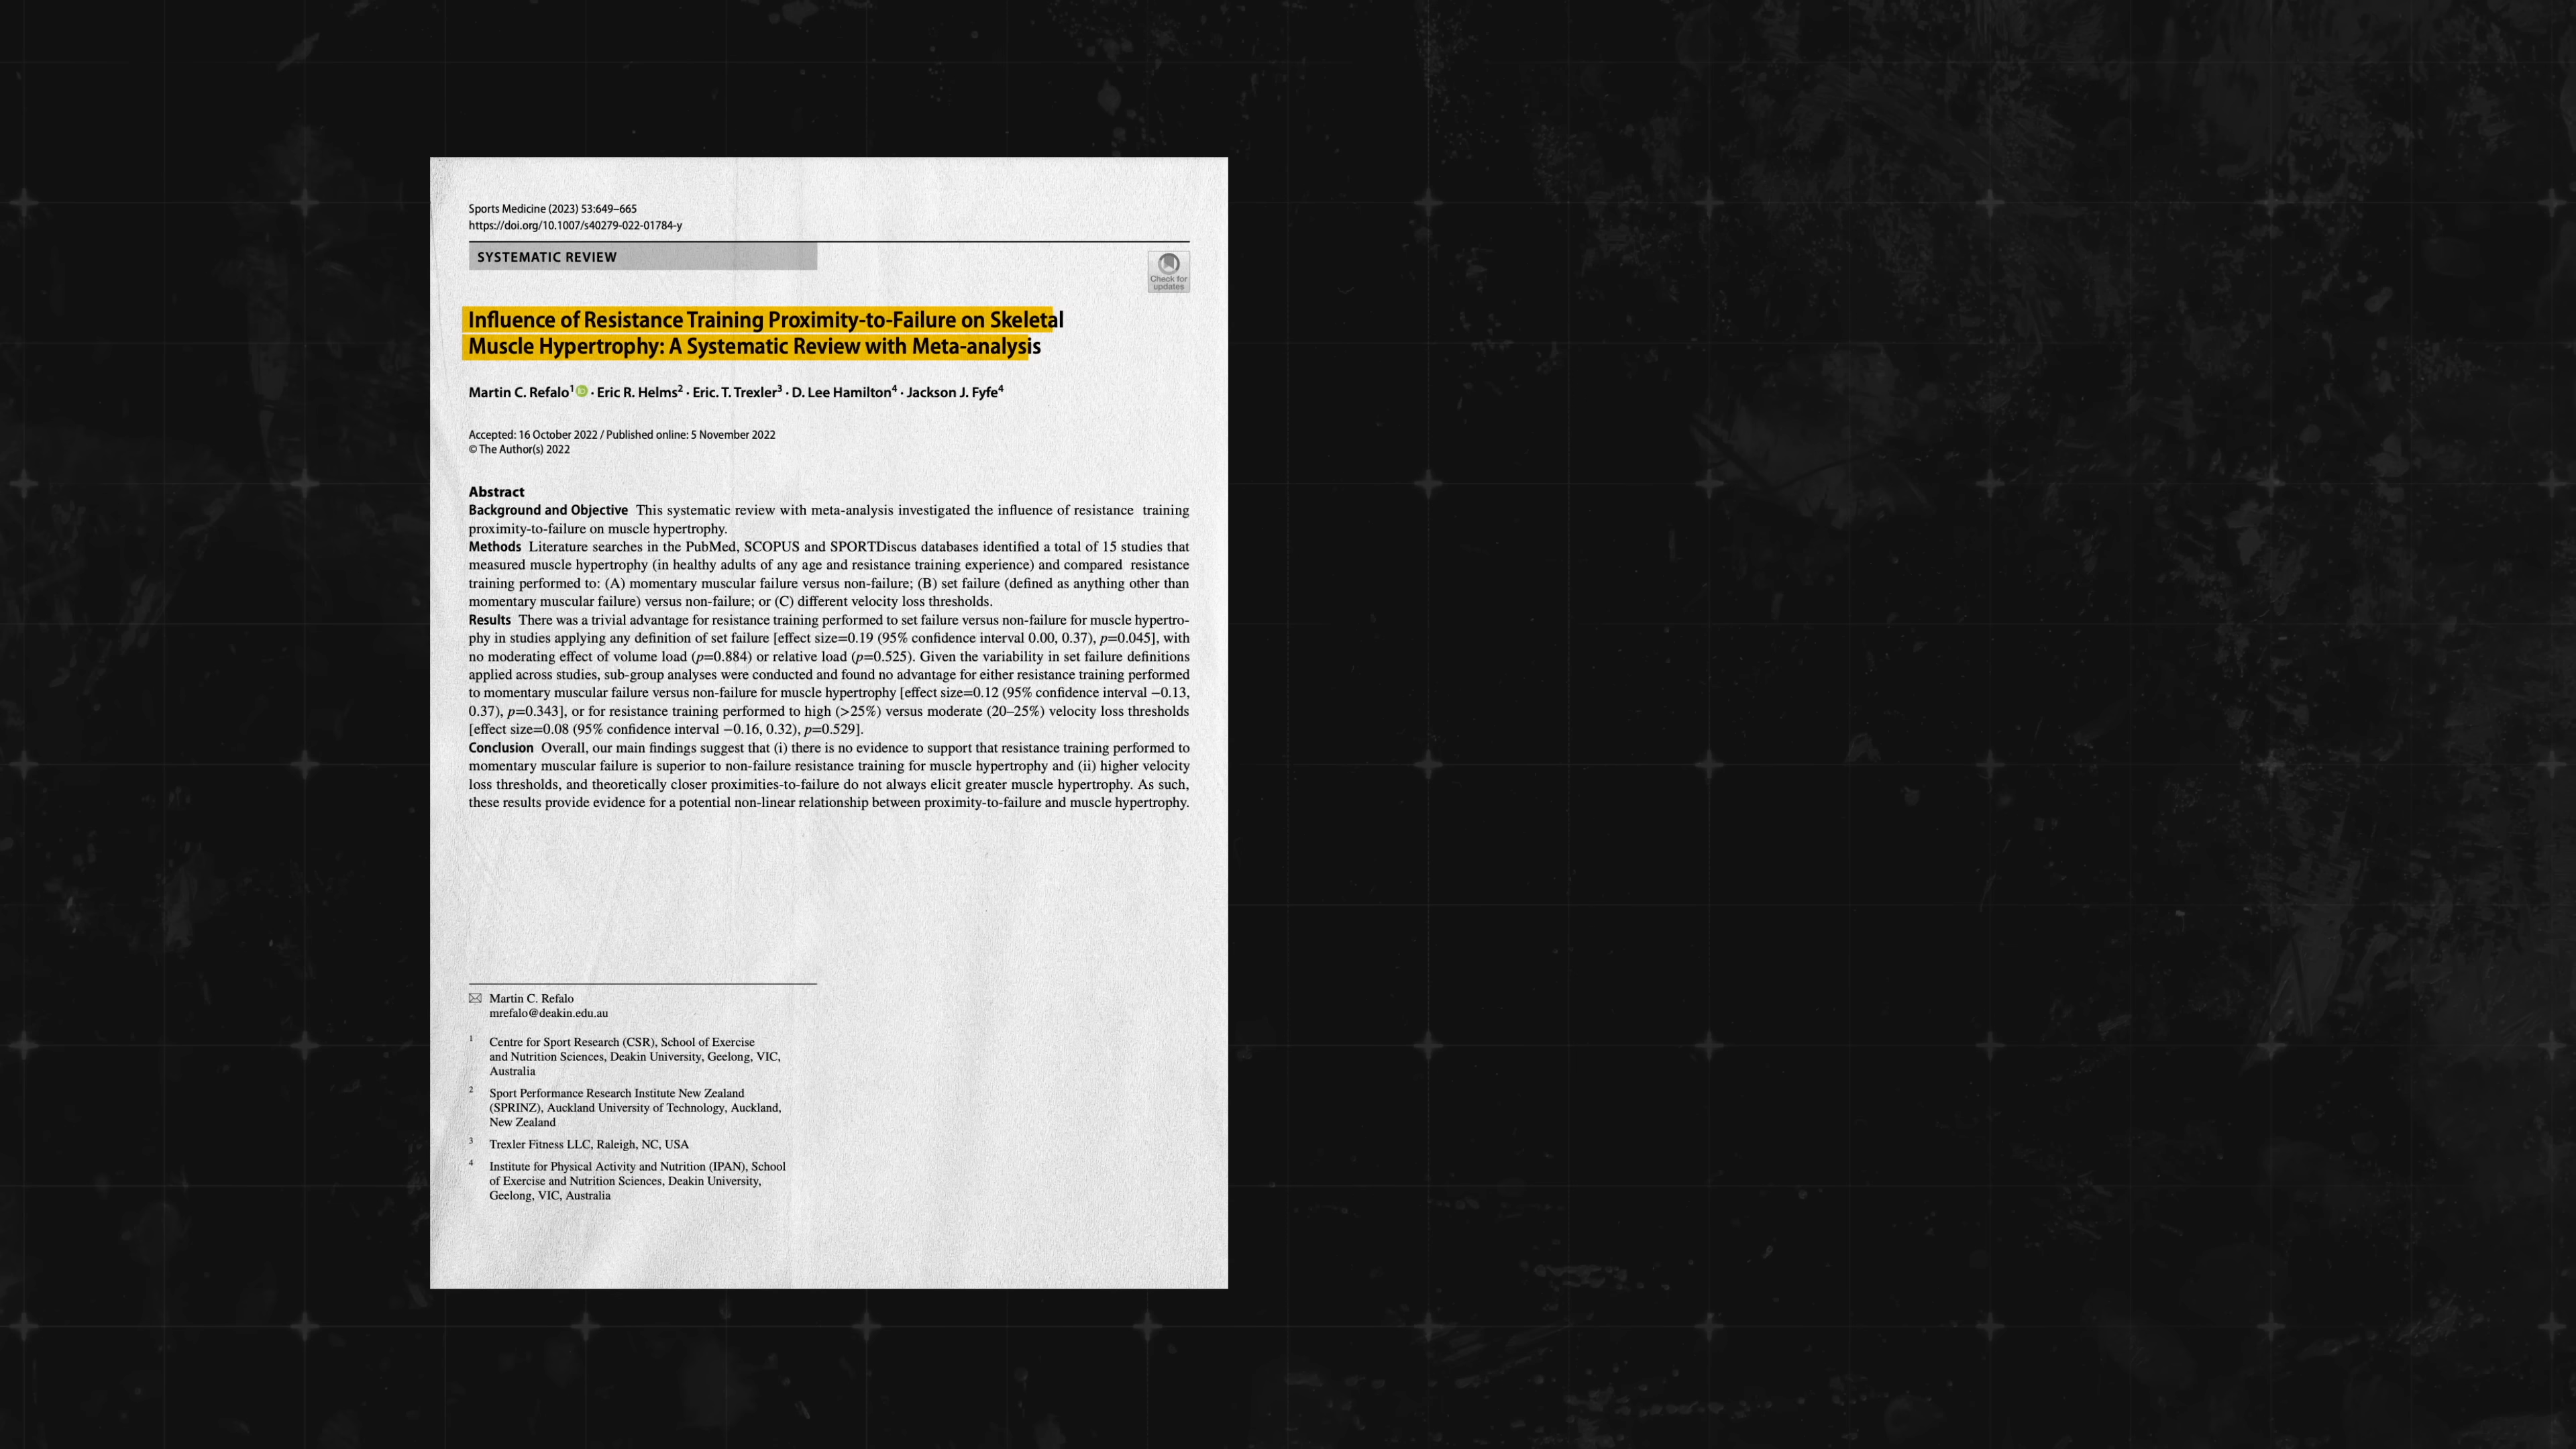 Sports Medicine (2023) 53:649–665
https://doi.org/10.1007/s40279-022-01784-y
SYSTEMATIC REVIEW
Check for
updates
Influence of Resistance Training Proximity-to-Failure on Skeletal
Muscle Hypertrophy: A Systematic Review with Meta-analysis
Martin C. Refalo1 iD · Eric R. Helms2 · Eric. T. Trexler3 · D. Lee Hamilton4 · Jackson J. Fyfe4
Accepted: 16 October 2022 / Published online: 5 November 2022
© The Author(s) 2022
Abstract
Background and Objective This systematic review with meta-analysis investigated the influence of resistance training
proximity-to-failure on muscle hypertrophy.
Methods Literature searches in the PubMed, SCOPUS and SPORTDiscus databases identified a total of 15 studies that
measured muscle hypertrophy (in healthy adults of any age and resistance training experience) and compared resistance
training performed to: (A) momentary muscular failure versus non-failure; (B) set failure (defined as anything other than
momentary muscular failure) versus non-failure; or (C) different velocity loss thresholds.
Results There was a trivial advantage for resistance training performed to set failure versus non-failure for muscle hypertro-
phy in studies applying any definition of set failure [effect size=0.19 (95% confidence interval 0.00, 0.37), p=0.045], with
no moderating effect of volume load (p=0.884) or relative load (p=0.525). Given the variability in set failure definitions
applied across studies, sub-group analyses were conducted and found no advantage for either resistance training performed
to momentary muscular failure versus non-failure for muscle hypertrophy [effect size=0.12 (95% confidence interval −0.13,
0.37), p=0.343], or for resistance training performed to high (>25%) versus moderate (20–25%) velocity loss thresholds
[effect size=0.08 (95% confidence interval −0.16, 0.32), p=0.529].
Conclusion Overall, our main findings suggest that (i) there is no evidence to support that resistance training performed to
momentary muscular failure is superior to non-failure resistance training for muscle hypertrophy and (ii) higher velocity
loss thresholds, and theoretically closer proximities-to-failure do not always elicit greater muscle hypertrophy. As such,
these results provide evidence for a potential non-linear relationship between proximity-to-failure and muscle hypertrophy.
Martin C. Refalo
mrefalo@deakin.edu.au
1 Centre for Sport Research (CSR), School of Exercise
and Nutrition Sciences, Deakin University, Geelong, VIC,
Australia
2 Sport Performance Research Institute New Zealand
(SPRINZ), Auckland University of Technology, Auckland,
New Zealand
3 Trexler Fitness LLC, Raleigh, NC, USA
4 Institute for Physical Activity and Nutrition (IPAN), School
of Exercise and Nutrition Sciences, Deakin University,
Geelong, VIC, Australia